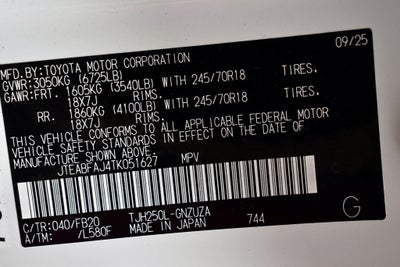 09/25
MFD.BY:TOYOTA MOTOR CORPORATION
GVWR:3050KG (6725LB)
GAWR:FRT. 1605KG (3540LB) WITH 245/70R18 TIRES.
18X7J RIMS.
RR. 1860KG (4100LB) WITH 245/70R18 TIRES.
18X7J RIMS.
THIS VEHICLE CONFORMS TO ALL APPLICABLE FEDERAL MOTOR
VEHICLE SAFETY STANDARDS IN EFFECT ON THE DATE OF
MANUFACTURE SHOWN ABOVE.
JTEABFAJ4TK051627 MPV
C/TR:040/FB20 TJH250L-GNZUZA 744
A/TM: /L580F MADE IN JAPAN
G